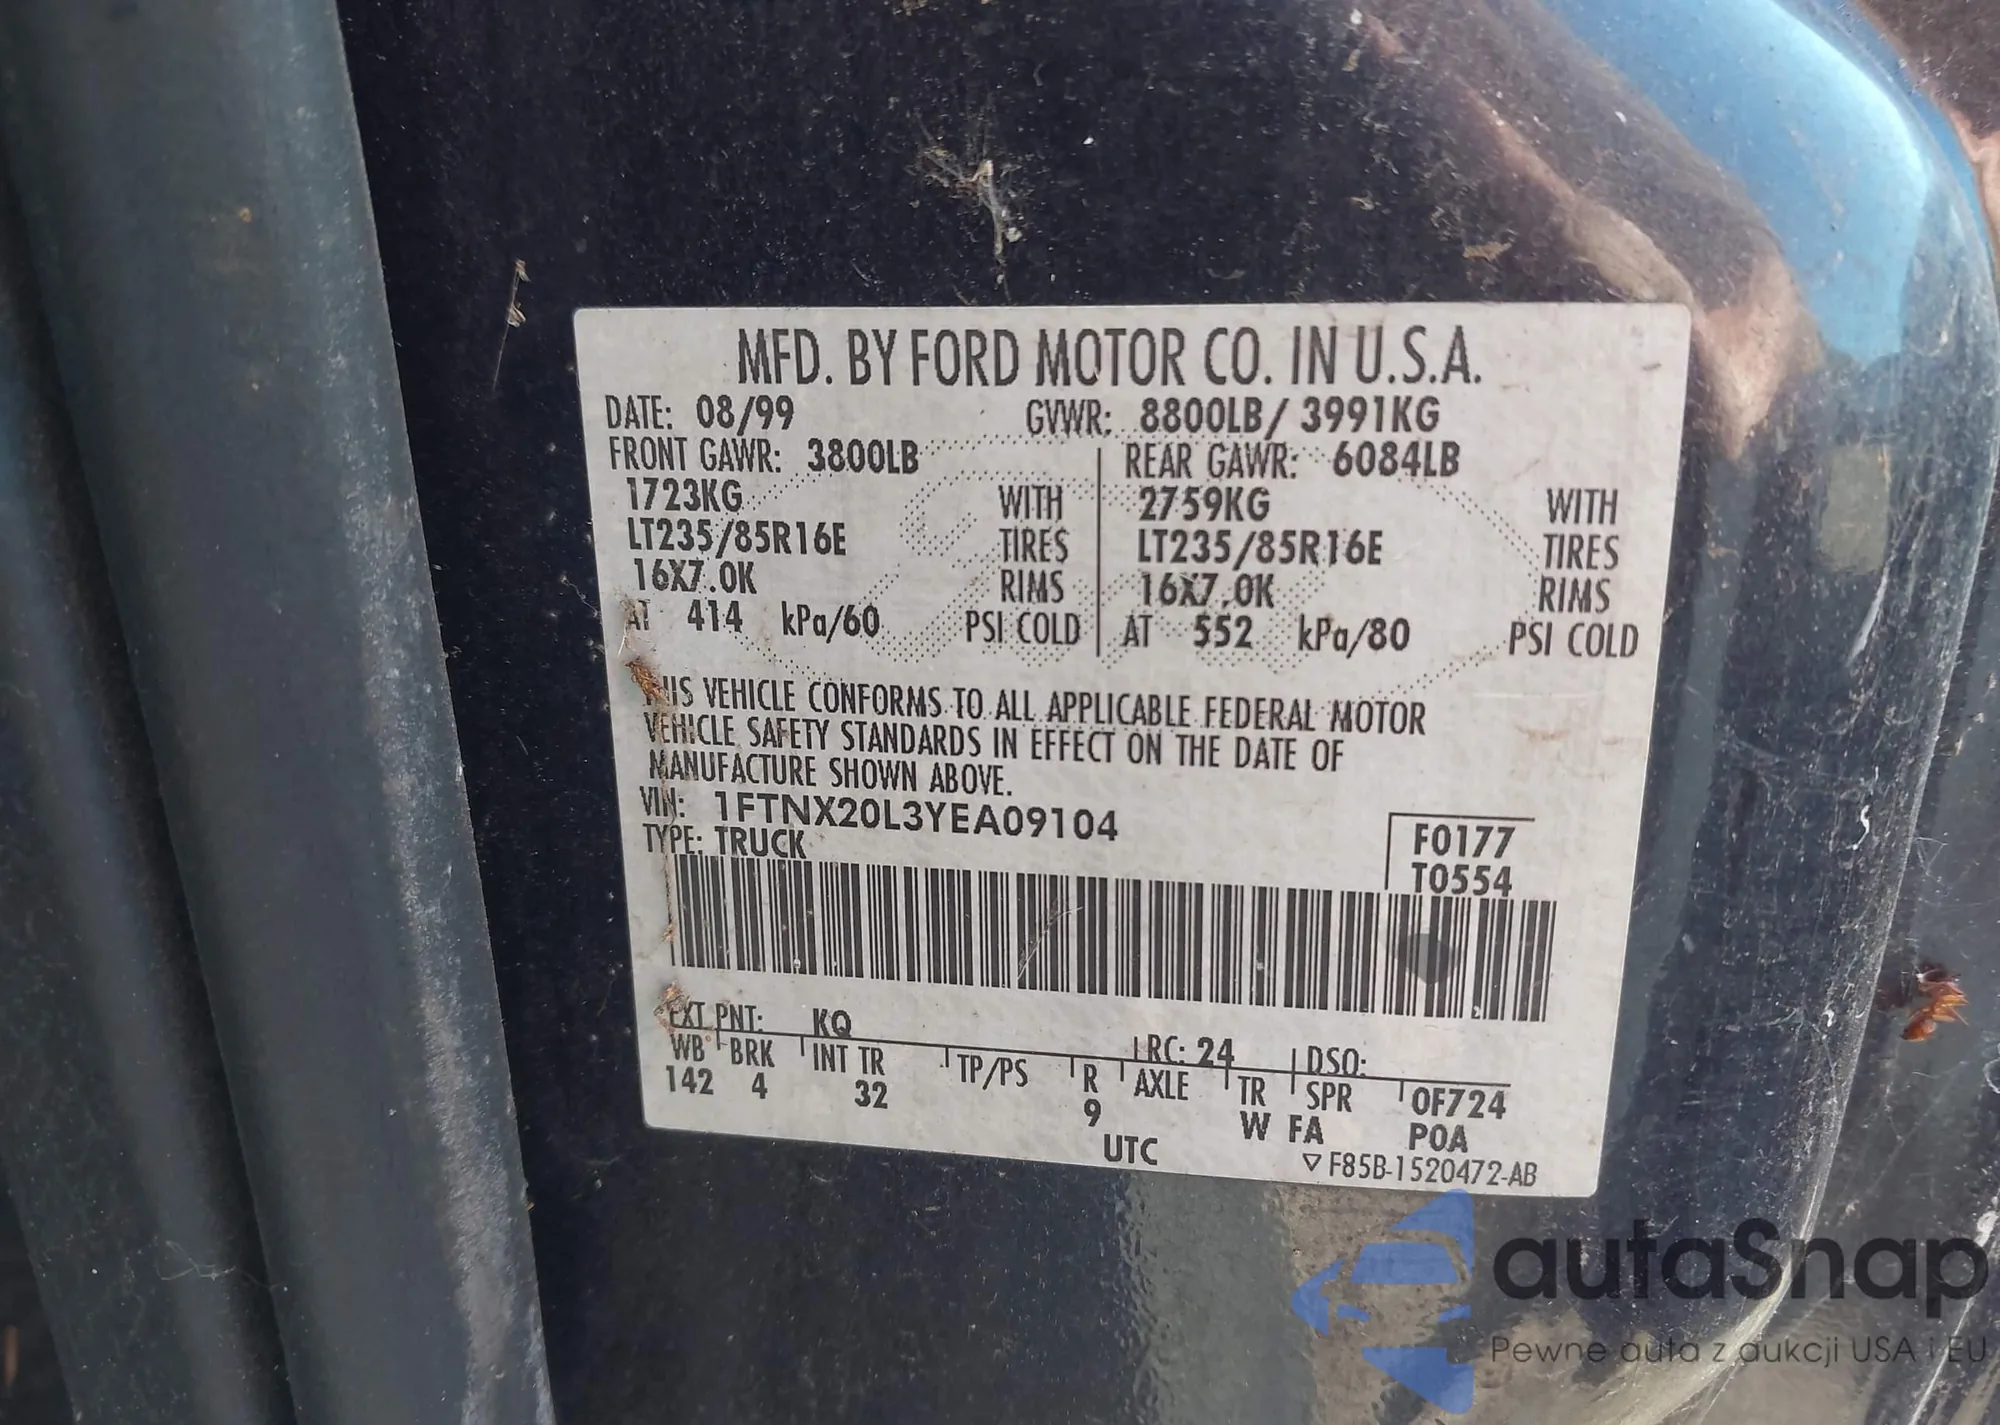 MFD. BY FORD MOTOR CO. IN U.S.A.
DATE: 08/99 GVWR: 8800LB/ 3991KG
FRONT GAWR: 3800LB REAR GAWR: 6084LB
1723KG WITH 2759KG WITH
LT235/85R16E TIRES LT235/85R16E TIRES
16X7.0K RIMS 16X7.0K RIMS
AT 414 kPa/60 PSI COLD AT 552 kPa/80 PSI COLD
THIS VEHICLE CONFORMS TO ALL APPLICABLE FEDERAL MOTOR
VEHICLE SAFETY STANDARDS IN EFFECT ON THE DATE OF
MANUFACTURE SHOWN ABOVE.
VIN: 1FTNX20L3YEA09104
TYPE: TRUCK
F0177
T0554
EXT PNT: KQ RC: 24 DSO:
WB BRK INT TR TP/PS R AXLE TR SPR 0F724
142 4 32 9 W FA P0A
UTC
▽ F85B-1520472-AB
autaSnap
Pewne auta z aukcji USA i EU